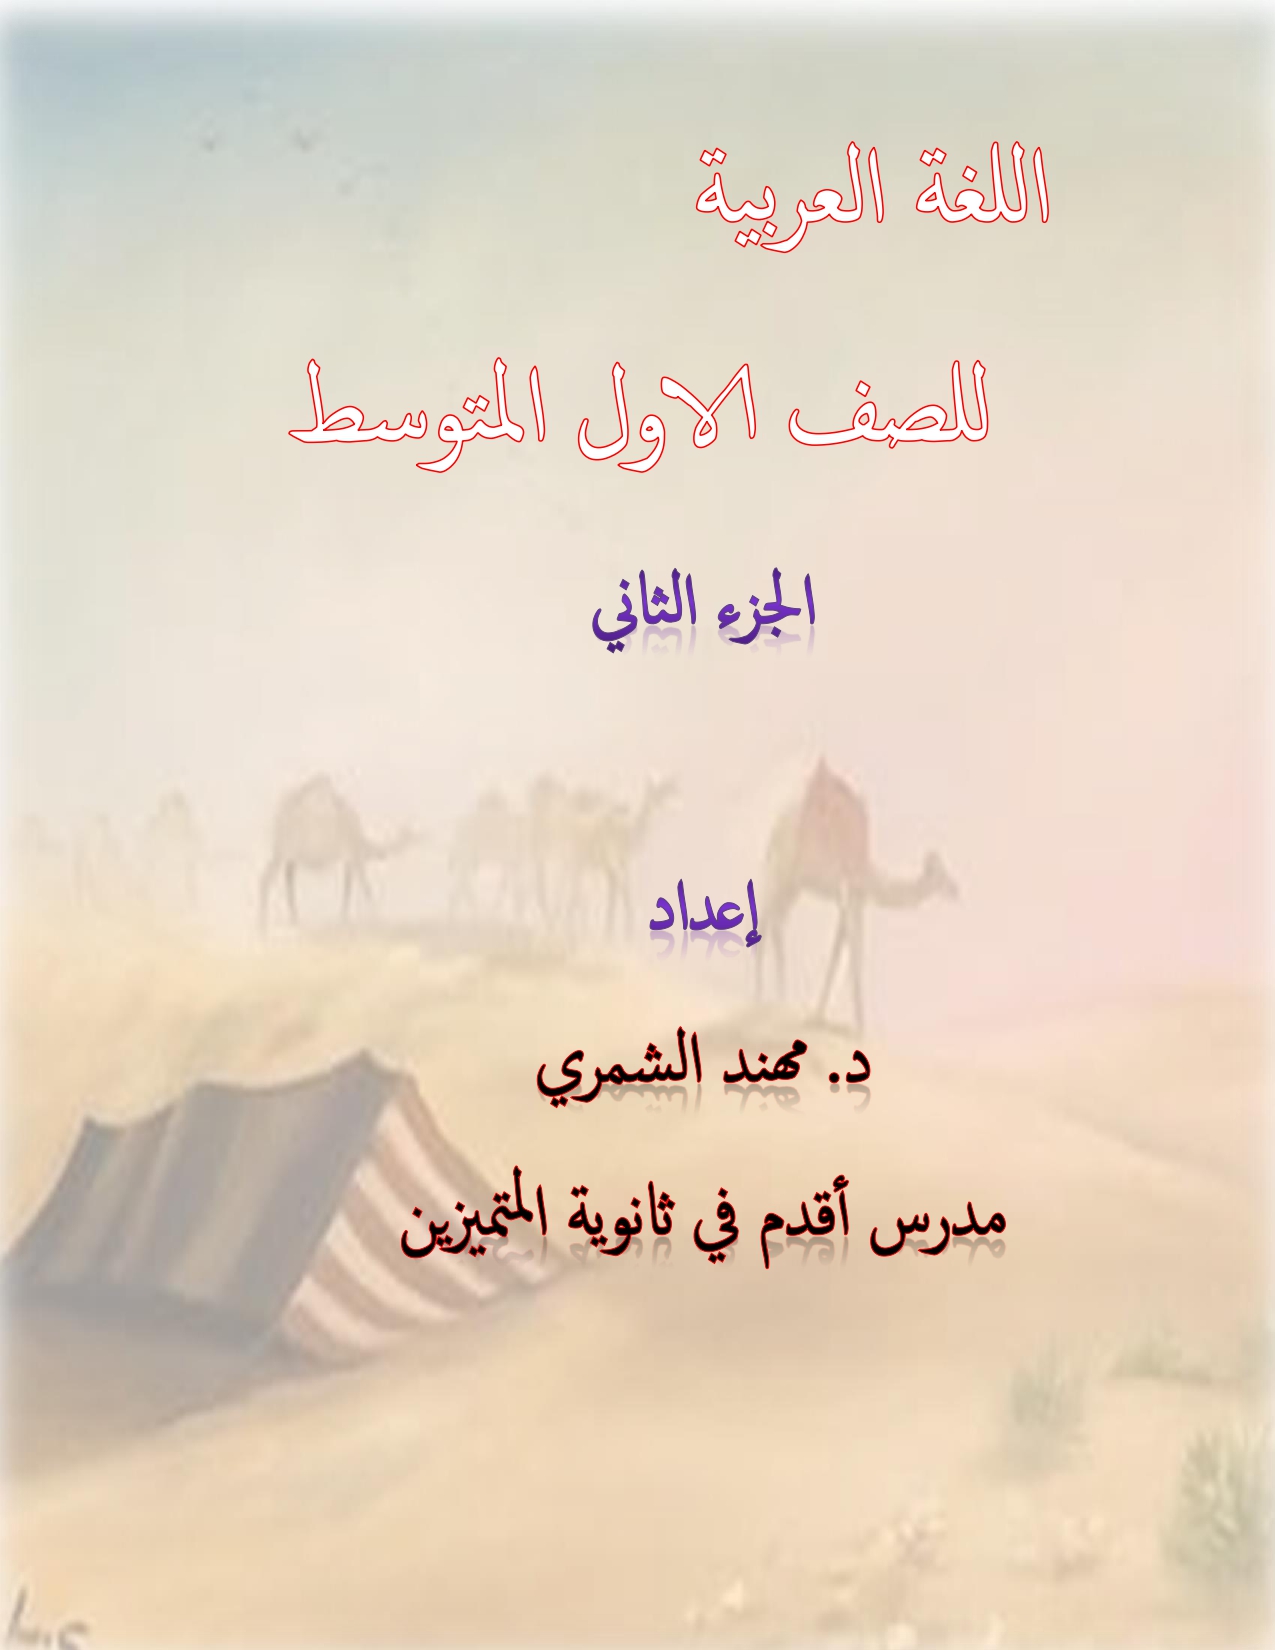 اللغة العربية
للصف الاول المتوسط
الجزء الثاني
إعداد
د. مهند الشمري
مدرس أقدم في ثانوية المتميزين